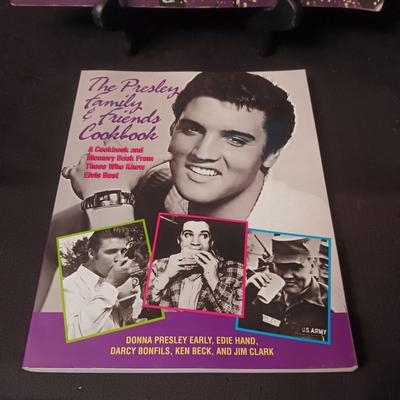 The Presley
Family
& Friends
Cookbook
A Cookbook and
Memory Book From
Those Who Knew
Elvis Best
U.S. ARMY
DONNA PRESLEY EARLY, EDIE HAND,
DARCY BONFILS, KEN BECK, AND JIM CLARK